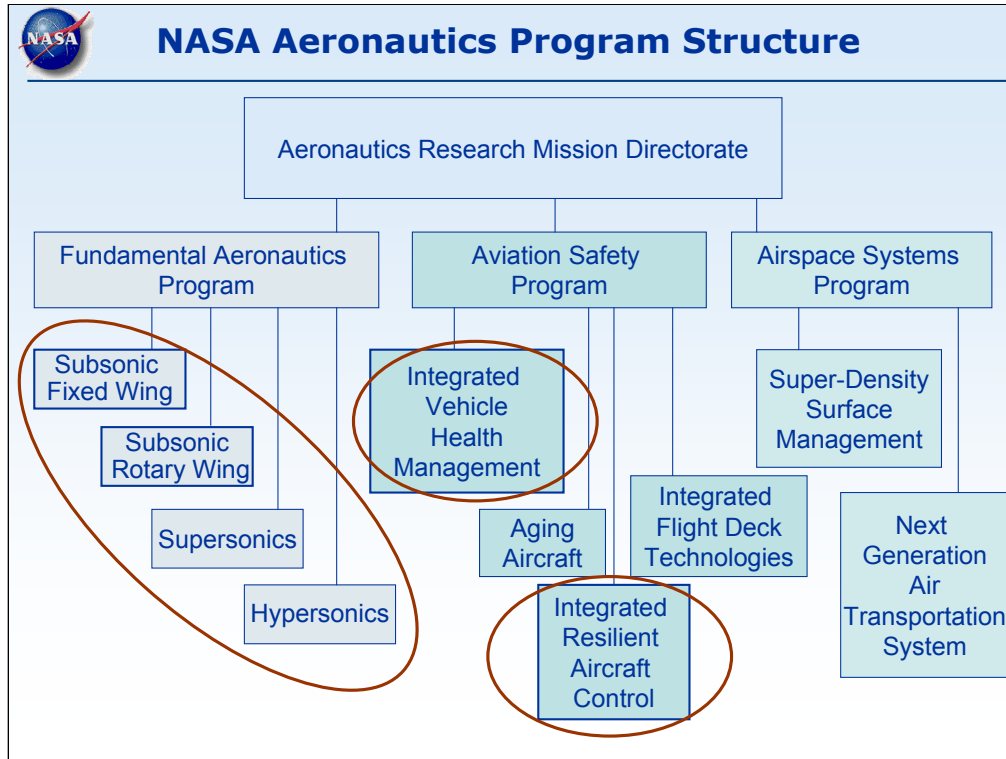 NASA
NASA Aeronautics Program Structure
Aeronautics Research Mission Directorate
Fundamental Aeronautics
Program
Aviation Safety
Program
Airspace Systems
Program
Subsonic
Fixed Wing
Subsonic
Rotary Wing
Supersonics
Hypersonics
Integrated
Vehicle
Health
Management
Aging
Aircraft
Integrated
Resilient
Aircraft
Control
Integrated
Flight Deck
Technologies
Super-Density
Surface
Management
Next
Generation
Air
Transportation
System